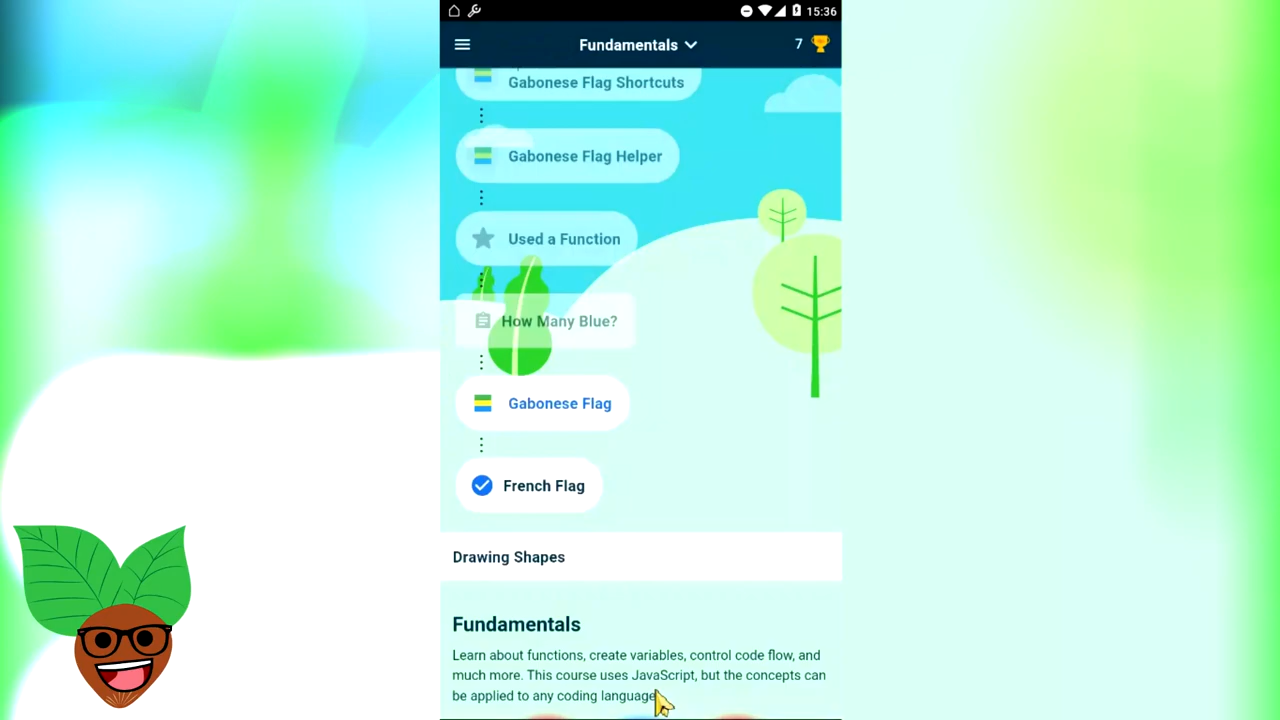 15:36
Fundamentals
7
Gabonese Flag Shortcuts
Gabonese Flag Helper
Used a Function
How Many Blue?
Gabonese Flag
French Flag
Drawing Shapes
Fundamentals
Learn about functions, create variables, control code flow, and
much more. This course uses JavaScript, but the concepts can
be applied to any coding language